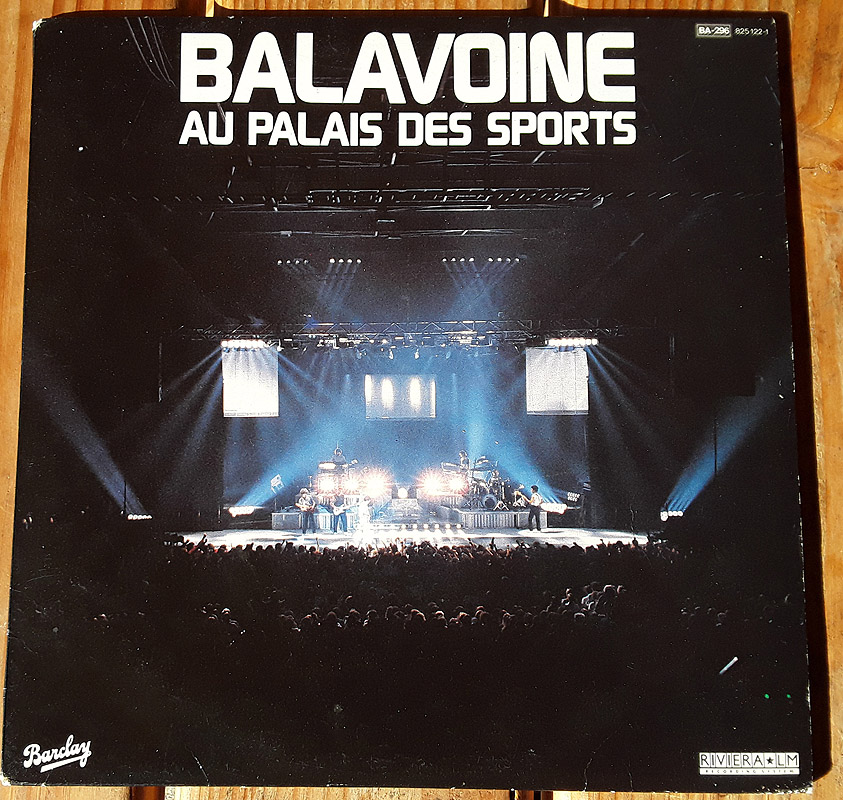 BALAVOINE
AU PALAIS DES SPORTS
BA-296 825 122-1
Barclay
RIVIERA★LM
RECORDING SYSTEM